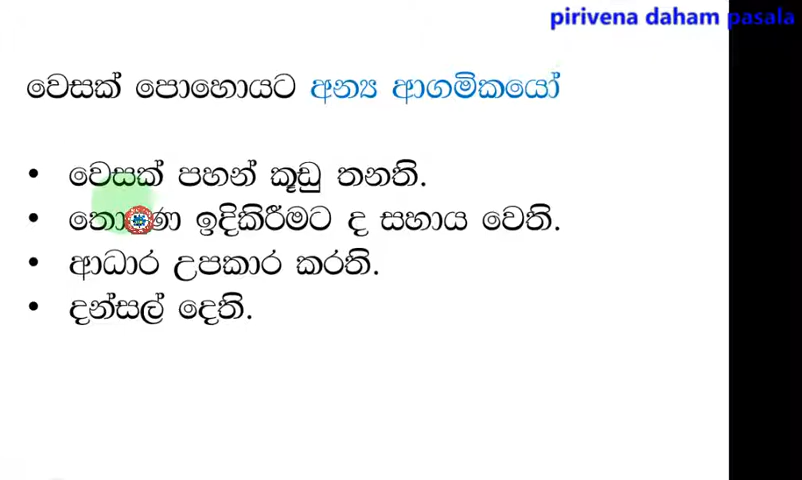 pirivena daham pasala
වෙසක් පොහොයට අන්‍ය ආගමිකයෝ
• වෙසක් පහන් කූඩු තනති.
• ඉදිකිරීමට ද සහාය වෙති.
• ආධාර උපකාර කරති.
• දන්සල් දෙති.